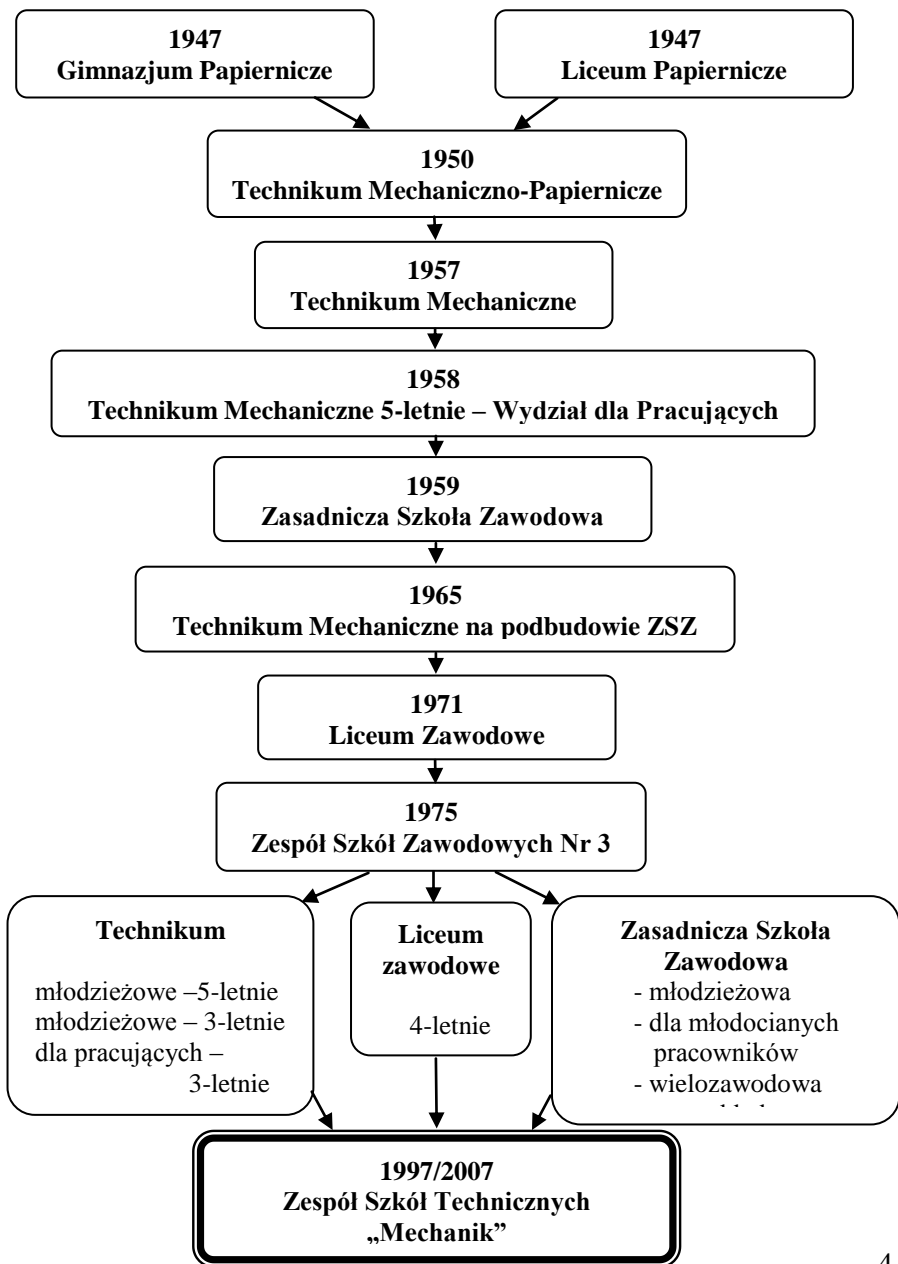 1947
Gimnazjum Papiernicze
1947
Liceum Papiernicze
1950
Technikum Mechaniczno-Papiernicze
1957
Technikum Mechaniczne
1958
Technikum Mechaniczne 5-letnie – Wydział dla Pracujących
1959
Zasadnicza Szkoła Zawodowa
1965
Technikum Mechaniczne na podbudowie ZSZ
1971
Liceum Zawodowe
1975
Zespół Szkół Zawodowych Nr 3
Technikum
młodzieżowe –5-letnie
młodzieżowe – 3-letnie
dla pracujących –
3-letnie
Liceum
zawodowe
4-letnie
Zasadnicza Szkoła
Zawodowa
- młodzieżowa
- dla młodocianych
pracowników
- wielozawodowa
1997/2007
Zespół Szkół Technicznych
„Mechanik”
4